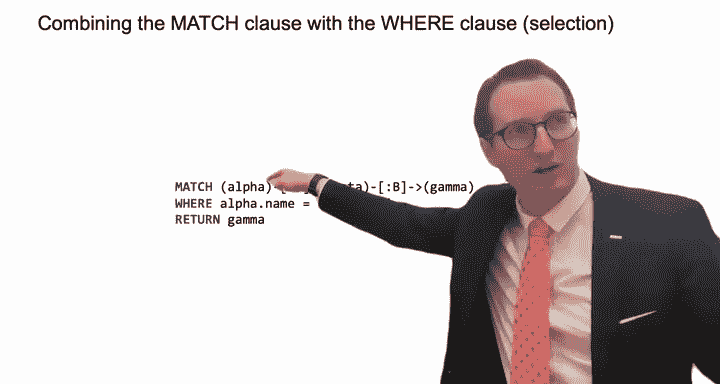 Combining the MATCH clause with the WHERE clause (selection)
MATCH (alpha)-[ta)-[:B]->(gamma)
WHERE alpha.name =
RETURN gamma